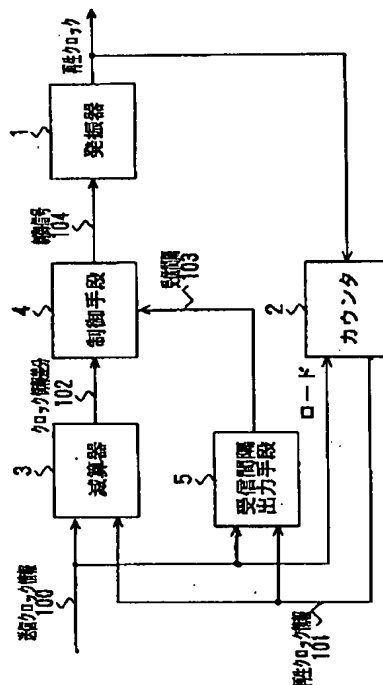 送信クロック情報
100
3
減算器
クロック情報差分
102
4
制御手段
制御信号
104
1
発振器
再生クロック
受信間隔
103
5
受信間隔
出力手段
ロード
2
カウンタ
再生クロック情報
101